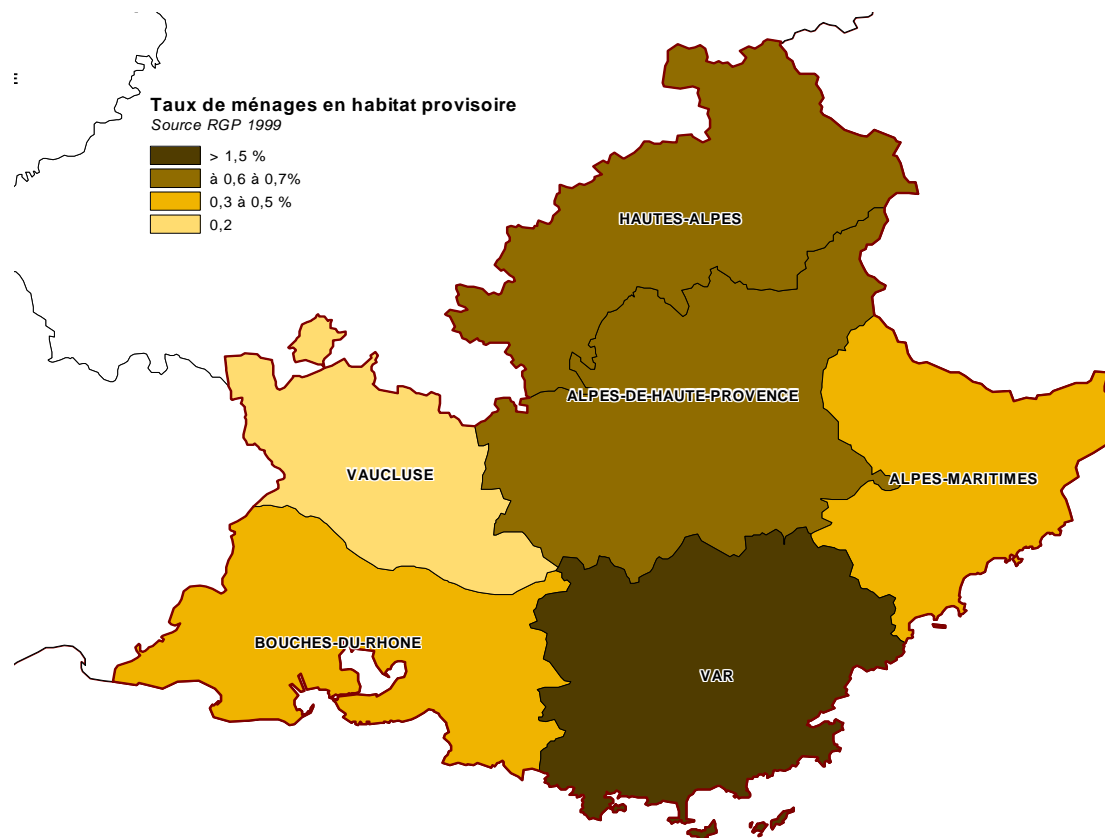 Taux de ménages en habitat provisoire
Source RGP 1999
> 1,5 %
à 0,6 à 0,7%
0,3 à 0,5 %
0,2
HAUTES-ALPES
ALPES-DE-HAUTE-PROVENCE
VAUCLUSE
ALPES-MARITIMES
BOUCHES-DU-RHONE
VAR